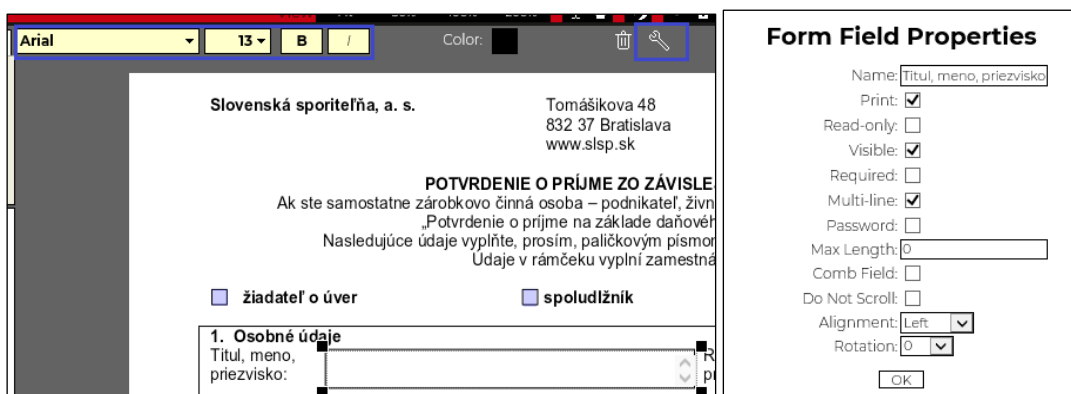 Arial 13 B I Color:
Slovenská sporiteľňa, a. s.
Tomášikova 48
832 37 Bratislava
www.slsp.sk
POTVRDENIE O PRÍJME ZO ZÁVISLE
Ak ste samostatne zárobkovo činná osoba – podnikateľ, živn
„Potvrdenie o príjme na základe daňovéh
Nasledujúce údaje vyplňte, prosím, paličkovým písmor
Údaje v rámčeku vyplní zamestná
žiadateľ o úver
spoludlžník
1. Osobné údaje
Titul, meno,
priezvisko:
R
pr
Form Field Properties
Name: Titul, meno, priezvisko
Print:
Read-only:
Visible:
Required:
Multi-line:
Password:
Max Length: 0
Comb Field:
Do Not Scroll:
Alignment: Left
Rotation: 0
OK